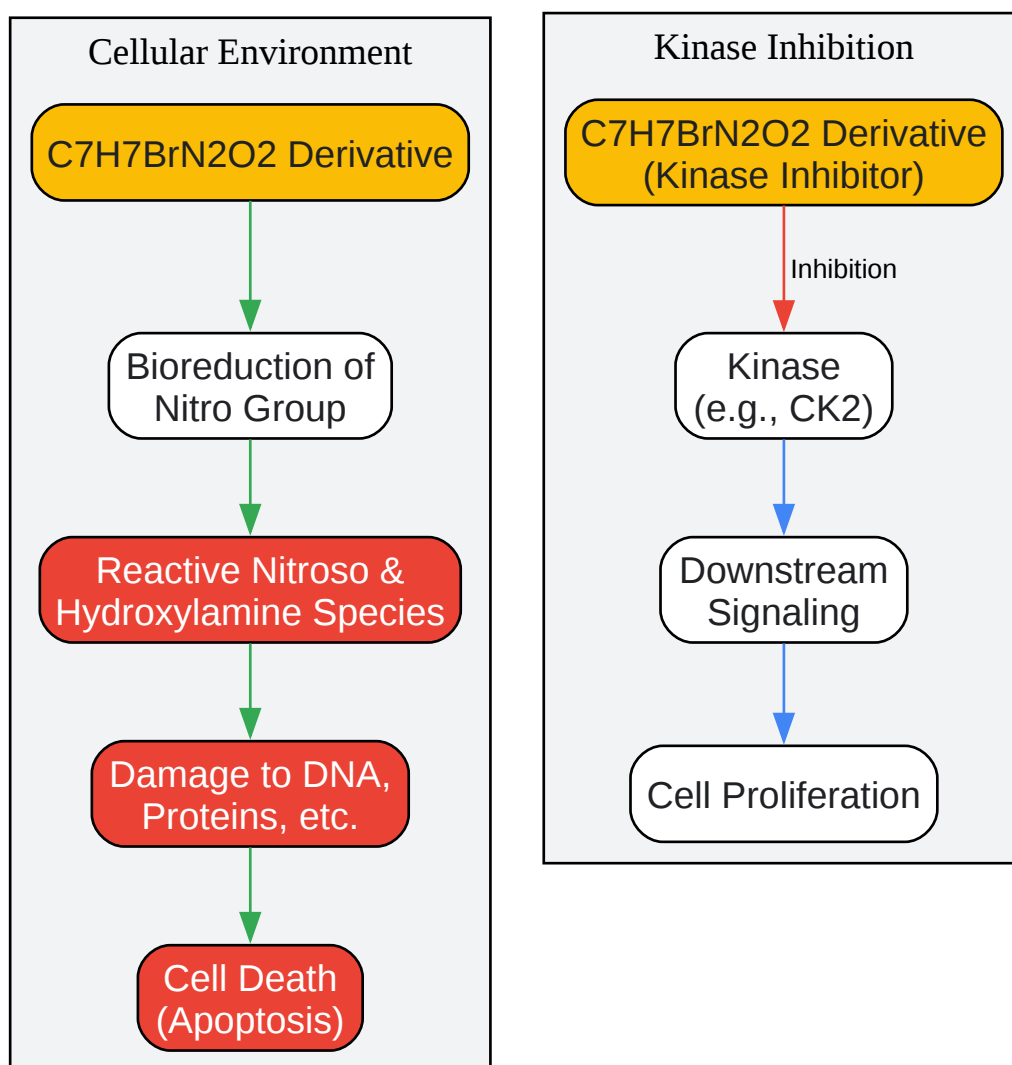 Cellular Environment
C7H7BrN2O2 Derivative
Bioreduction of
Nitro Group
Reactive Nitroso &
Hydroxylamine Species
Damage to DNA,
Proteins, etc.
Cell Death
(Apoptosis)
Kinase Inhibition
C7H7BrN2O2 Derivative
(Kinase Inhibitor)
Inhibition
Kinase
(e.g., CK2)
Downstream
Signaling
Cell Proliferation